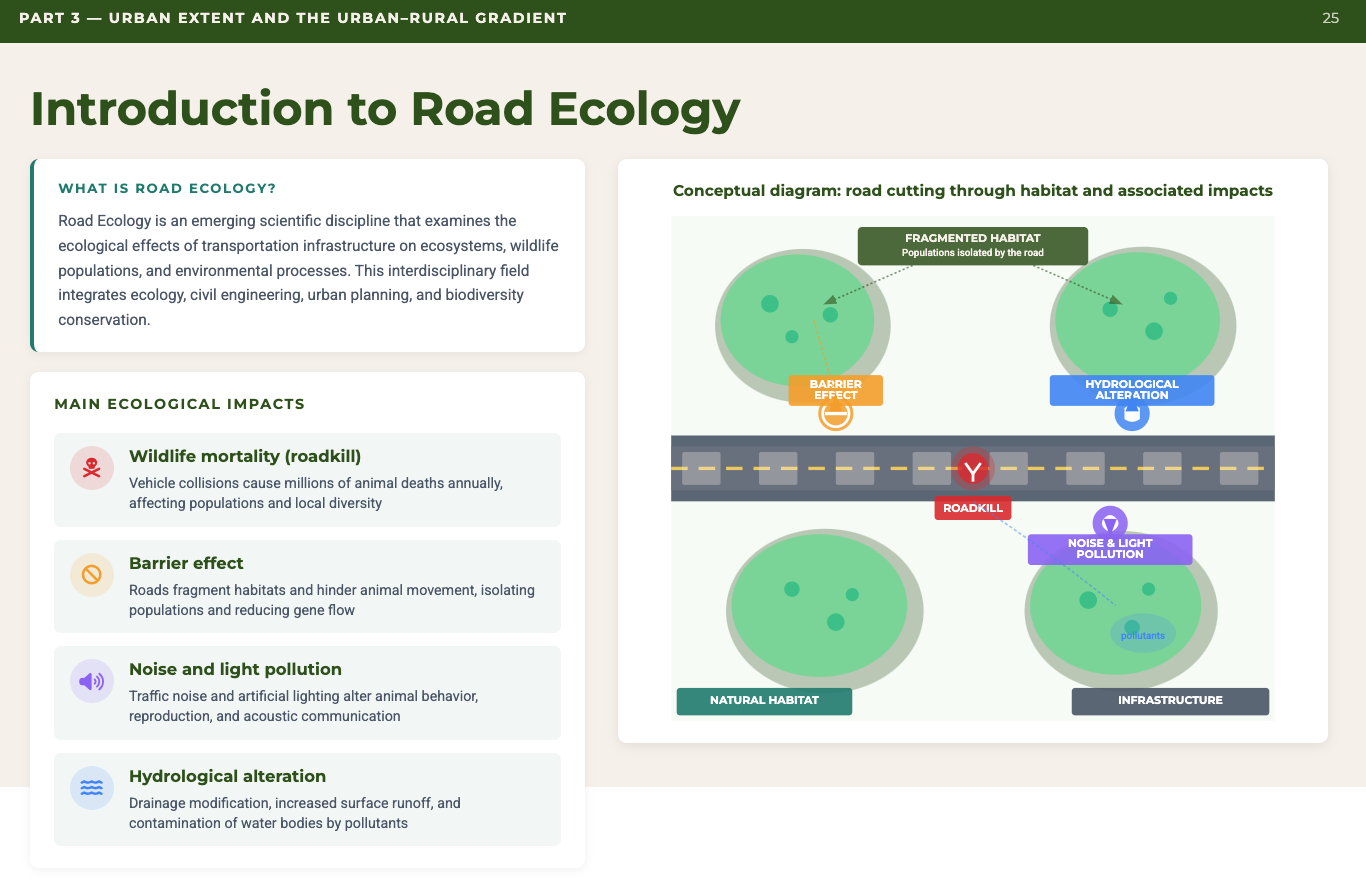 PART 3 — URBAN EXTENT AND THE URBAN–RURAL GRADIENT
25
Introduction to Road Ecology
WHAT IS ROAD ECOLOGY?
Road Ecology is an emerging scientific discipline that examines the
ecological effects of transportation infrastructure on ecosystems, wildlife
populations, and environmental processes. This interdisciplinary field
integrates ecology, civil engineering, urban planning, and biodiversity
conservation.
MAIN ECOLOGICAL IMPACTS
Wildlife mortality (roadkill)
Vehicle collisions cause millions of animal deaths annually,
affecting populations and local diversity
Barrier effect
Roads fragment habitats and hinder animal movement, isolating
populations and reducing gene flow
Noise and light pollution
Traffic noise and artificial lighting alter animal behavior,
reproduction, and acoustic communication
Hydrological alteration
Drainage modification, increased surface runoff, and
contamination of water bodies by pollutants
Conceptual diagram: road cutting through habitat and associated impacts
FRAGMENTED HABITAT
Populations isolated by the road
BARRIER
EFFECT
HYDROLOGICAL
ALTERATION
ROADKILL
NOISE & LIGHT
POLLUTION
pollutants
NATURAL HABITAT
INFRASTRUCTURE